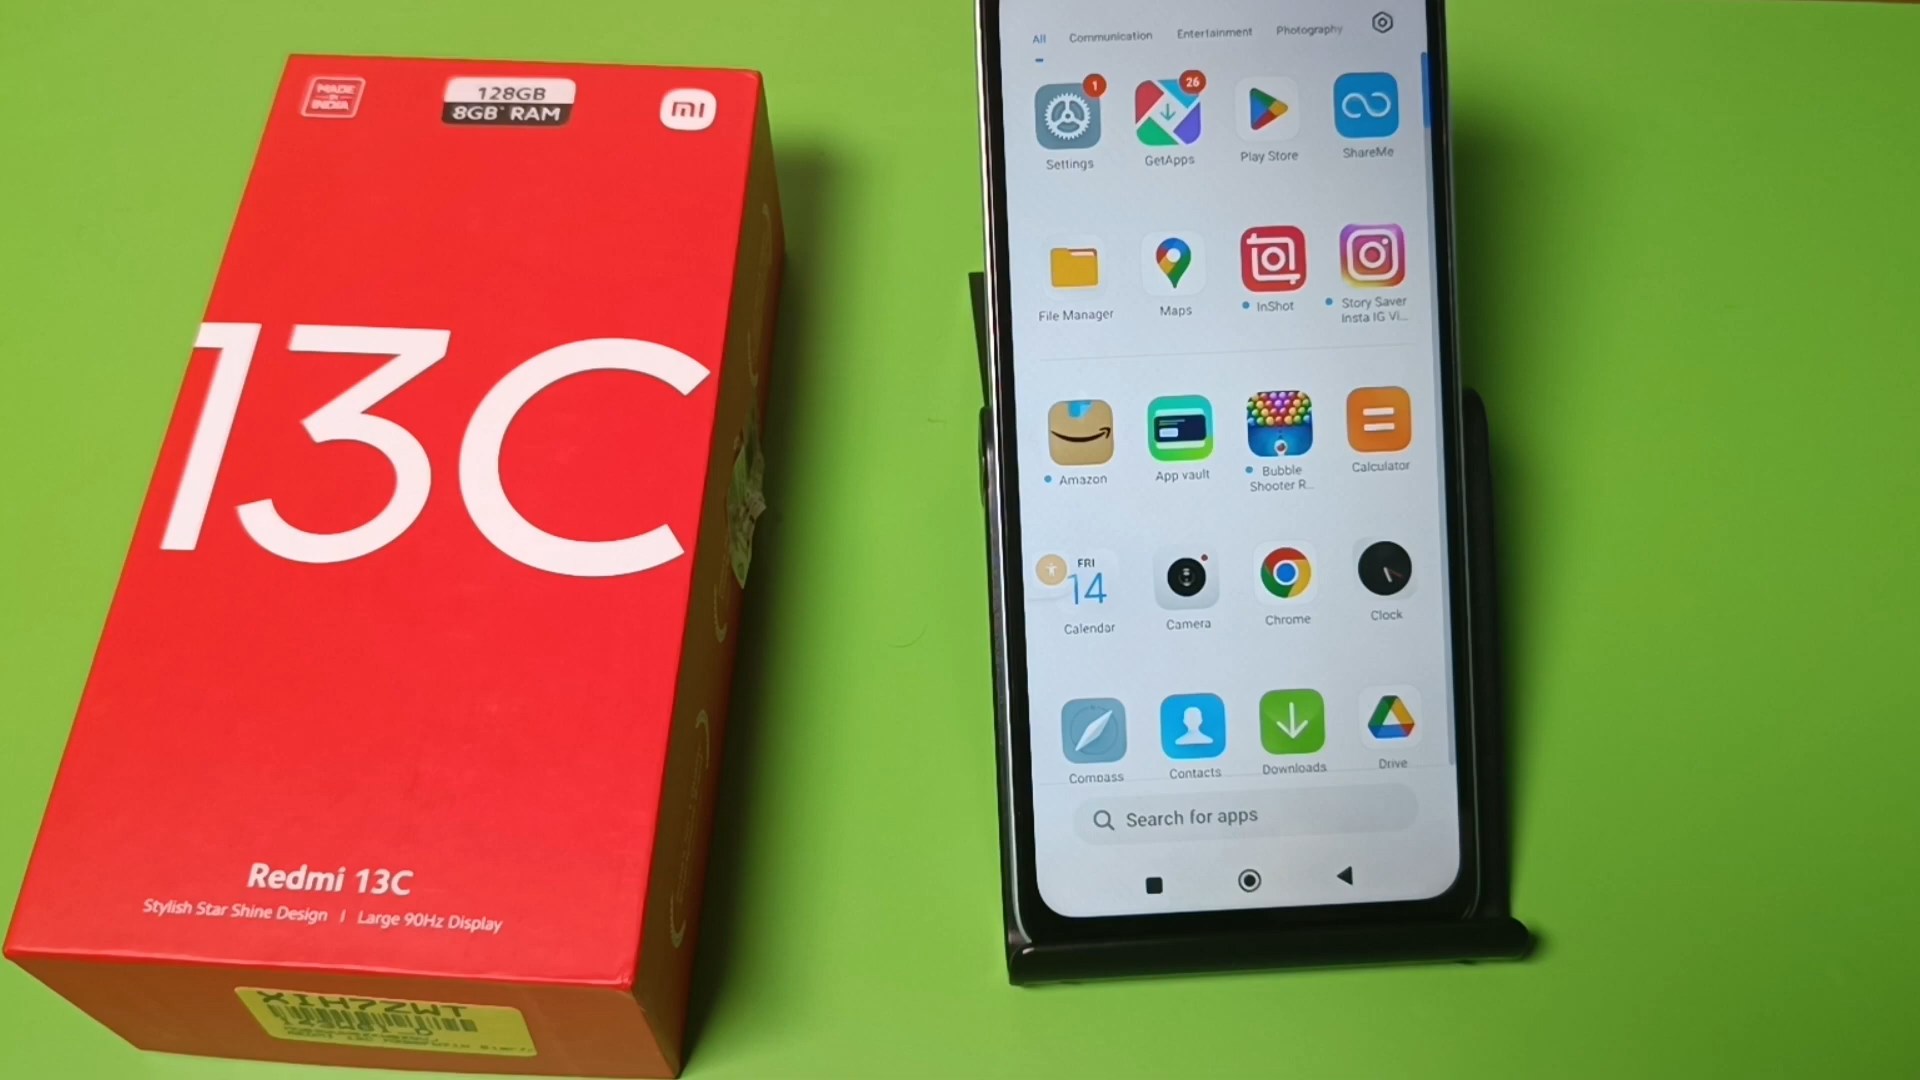 MADE
IN
INDIA
128GB
8GB* RAM
mi
13C
Redmi 13C
Stylish Star Shine Design | Large 90Hz Display
XIH7ZWT
All
Communication
Entertainment
Photography
1
26
Settings
GetApps
Play Store
ShareMe
File Manager
Maps
InShot
Story Saver
Insta IG Vi...
Amazon
App vault
Bubble
Shooter R...
Calculator
FRI
14
Calendar
Camera
Chrome
Clock
Compass
Contacts
Downloads
Drive
Search for apps